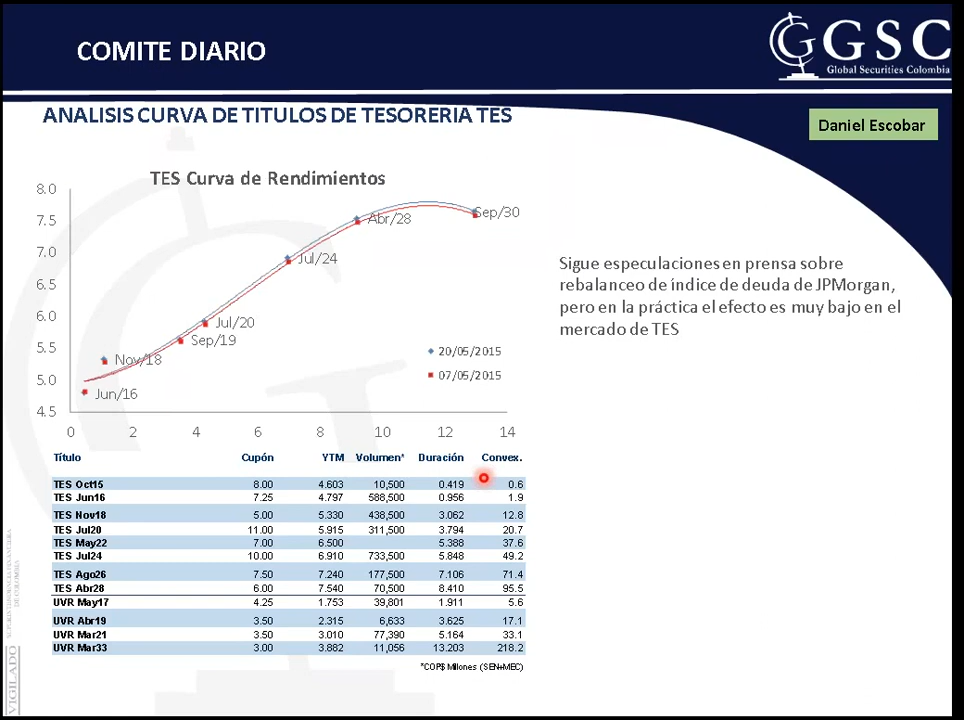 COMITE DIARIO
GSC
Global Securities Colombia
ANALISIS CURVA DE TITULOS DE TESORERIA TES
Daniel Escobar
TES Curva de Rendimientos
8.0
7.5
7.0
6.5
6.0
5.5
5.0
4.5
Sep/30
Abr/28
Jul/24
Jul/20
Sep/19
Nov/18
Jun/16
20/05/2015
07/05/2015
0 2 4 6 8 10 12 14
Sigue especulaciones en prensa sobre
rebalanceo de índice de deuda de JPMorgan,
pero en la práctica el efecto es muy bajo en el
mercado de TES
Título Cupón YTM Volumen* Duración Convex.
TES Oct15 8.00 4.603 10,500 0.419 0.6
TES Jun16 7.25 4.797 588,500 0.956 1.9
TES Nov18 5.00 5.330 438,500 3.062 12.8
TES Jul20 11.00 5.915 311,500 3.794 20.7
TES May22 7.00 6.500 5.388 37.6
TES Jul24 10.00 6.910 733,500 5.848 49.2
TES Ago26 7.50 7.240 177,500 7.106 71.4
TES Abr28 6.00 7.540 70,500 8.410 95.5
UVR May17 4.25 1.753 39,801 1.911 5.6
UVR Abr19 3.50 2.315 6,633 3.625 17.1
UVR Mar21 3.50 3.010 77,390 5.164 33.1
UVR Mar33 3.00 3.882 11,056 13.203 218.2
*COP$ Millones (SEN+MEC)
VIGILADO
SUPERINTENDENCIA FINANCIERA
DE COLOMBIA